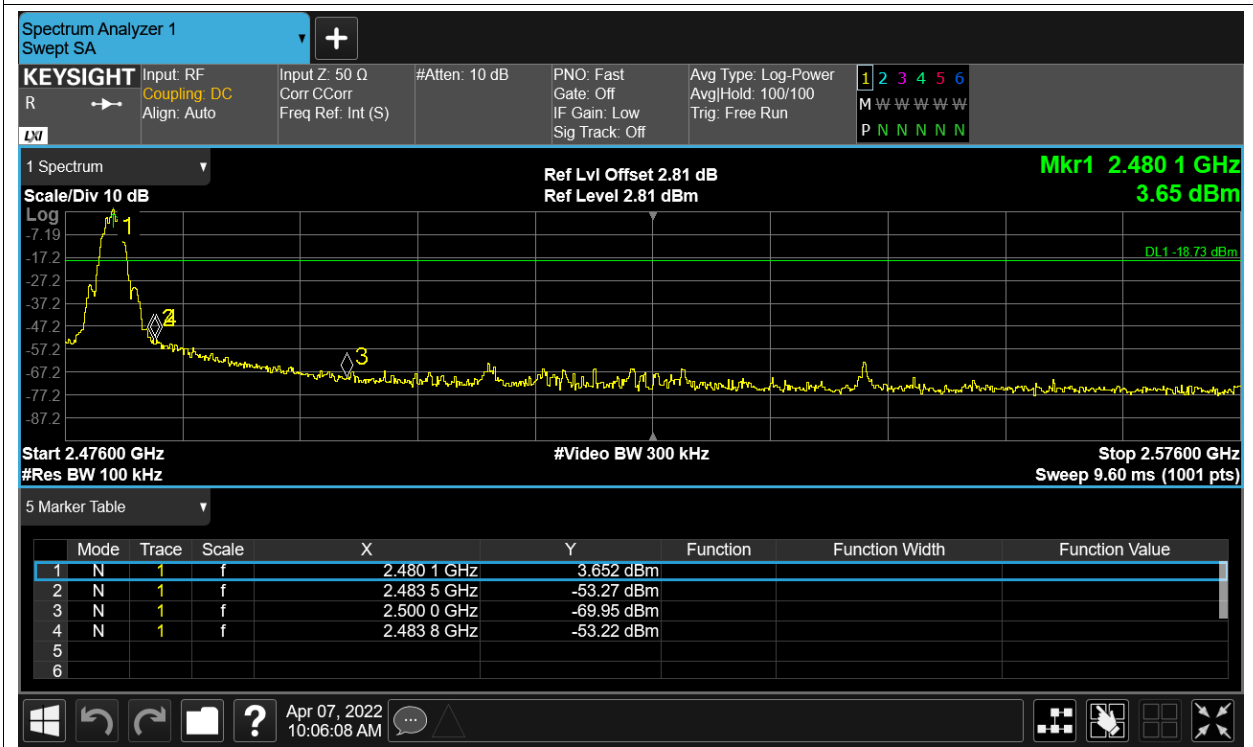 Spectrum Analyzer 1
Swept SA
+
KEYSIGHT
R
LXI
Input: RF
Coupling: DC
Align: Auto
Input Z: 50 Ω
Corr CCorr
Freq Ref: Int (S)
#Atten: 10 dB
PNO: Fast
Gate: Off
IF Gain: Low
Sig Track: Off
Avg Type: Log-Power
Avg|Hold: 100/100
Trig: Free Run
1 2 3 4 5 6
M W W W W W
P N N N N N
1 Spectrum
Scale/Div 10 dB
Ref Lvl Offset 2.81 dB
Ref Level 2.81 dBm
Mkr1 2.480 1 GHz
3.65 dBm
Log
-7.19
-17.2
-27.2
-37.2
-47.2
-57.2
-67.2
-77.2
-87.2
1
2
4
3
DL1 -18.73 dBm
Start 2.47600 GHz
#Video BW 300 kHz
Stop 2.57600 GHz
#Res BW 100 kHz
Sweep 9.60 ms (1001 pts)
5 Marker Table
Mode Trace Scale X Y Function Function Width Function Value
1 N 1 f 2.480 1 GHz 3.652 dBm
2 N 1 f 2.483 5 GHz -53.27 dBm
3 N 1 f 2.500 0 GHz -69.95 dBm
4 N 1 f 2.483 8 GHz -53.22 dBm
5
6
?
Apr 07, 2022
10:06:08 AM